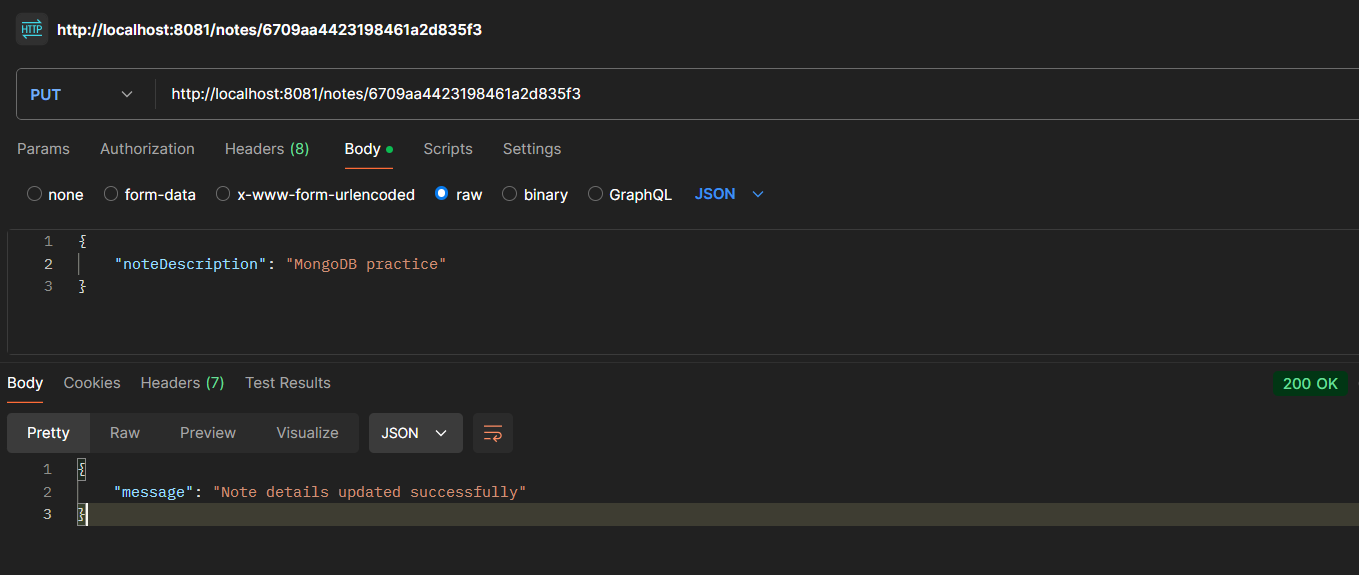 HTTP http://localhost:8081/notes/6709aa4423198461a2d835f3
PUT http://localhost:8081/notes/6709aa4423198461a2d835f3
Params Authorization Headers (8) Body Scripts Settings
none form-data x-www-form-urlencoded raw binary GraphQL JSON
1 {
2 "noteDescription": "MongoDB practice"
3 }
Body Cookies Headers (7) Test Results 200 OK
Pretty Raw Preview Visualize JSON
1 {
2 "message": "Note details updated successfully"
3 }